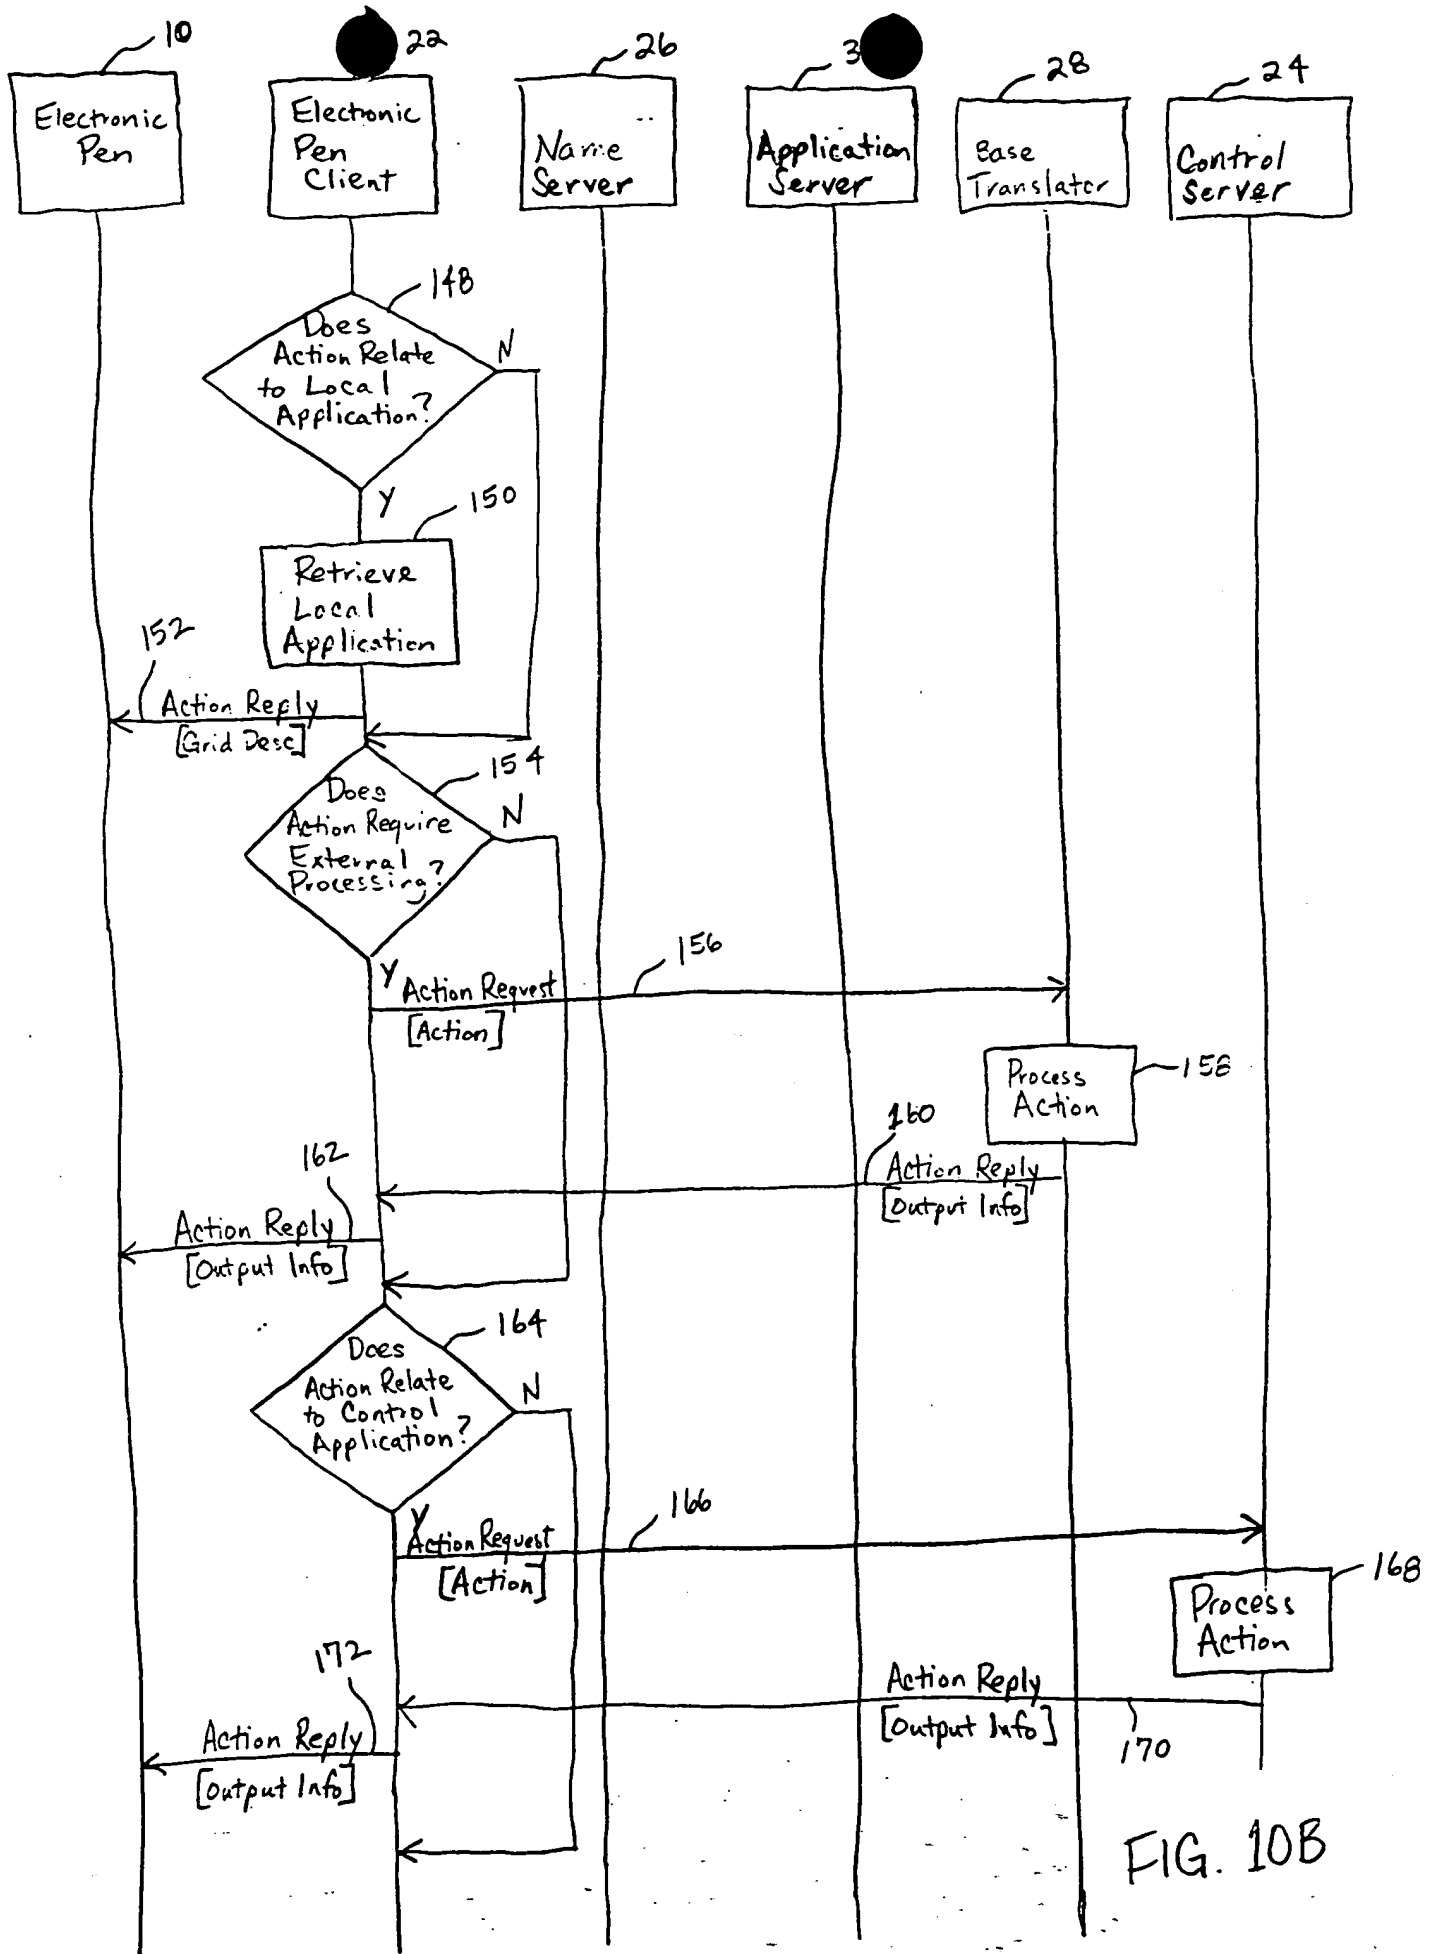 10
22
26
3
28
24
Electronic
Pen
Electronic
Pen
Client
Name
Server
Application
Server
Base
Translator
Control
Server
148
Does
Action Relate
to Local
Application?
N
Y
150
Retrieve
Local
Application
152
Action Reply
[Grid Desc]
154
Does
Action Require
External
Processing?
N
Y
Action Request
[Action]
156
Process
Action
158
160
Action Reply
[Output Info]
162
Action Reply
[Output Info]
164
Does
Action Relate
to Control
Application?
N
Y
Action Request
[Action]
166
Process
Action
168
Action Reply
[Output Info]
170
172
Action Reply
[Output Info]
FIG. 10B